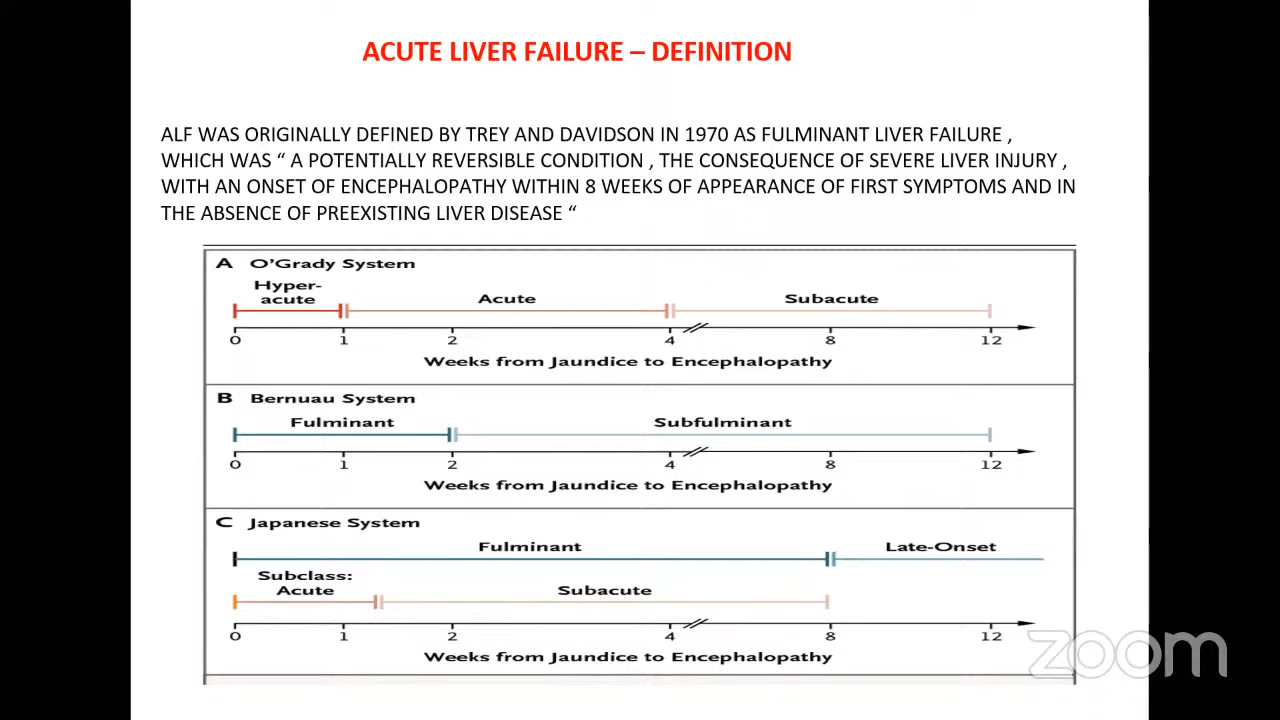 ACUTE LIVER FAILURE – DEFINITION
ALF WAS ORIGINALLY DEFINED BY TREY AND DAVIDSON IN 1970 AS FULMINANT LIVER FAILURE ,
WHICH WAS “ A POTENTIALLY REVERSIBLE CONDITION , THE CONSEQUENCE OF SEVERE LIVER INJURY ,
WITH AN ONSET OF ENCEPHALOPATHY WITHIN 8 WEEKS OF APPEARANCE OF FIRST SYMPTOMS AND IN
THE ABSENCE OF PREEXISTING LIVER DISEASE “
A O’Grady System
Hyper-
acute Acute Subacute
0 1 2 4 8 12
Weeks from Jaundice to Encephalopathy
B Bernuau System
Fulminant Subfulminant
0 1 2 4 8 12
Weeks from Jaundice to Encephalopathy
C Japanese System
Fulminant Late-Onset
Subclass:
Acute Subacute
0 1 2 4 8 12
Weeks from Jaundice to Encephalopathy
zoom